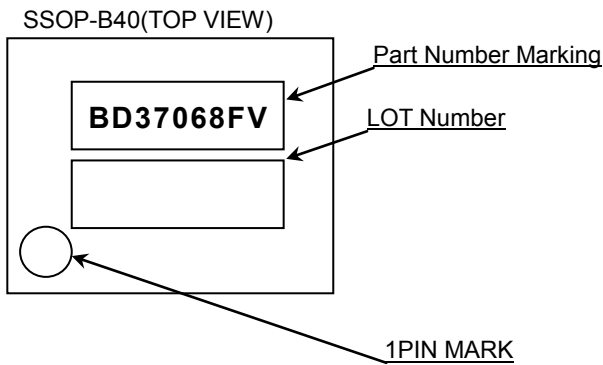 SSOP-B40(TOP VIEW)
Part Number Marking
BD37068FV
LOT Number
1PIN MARK